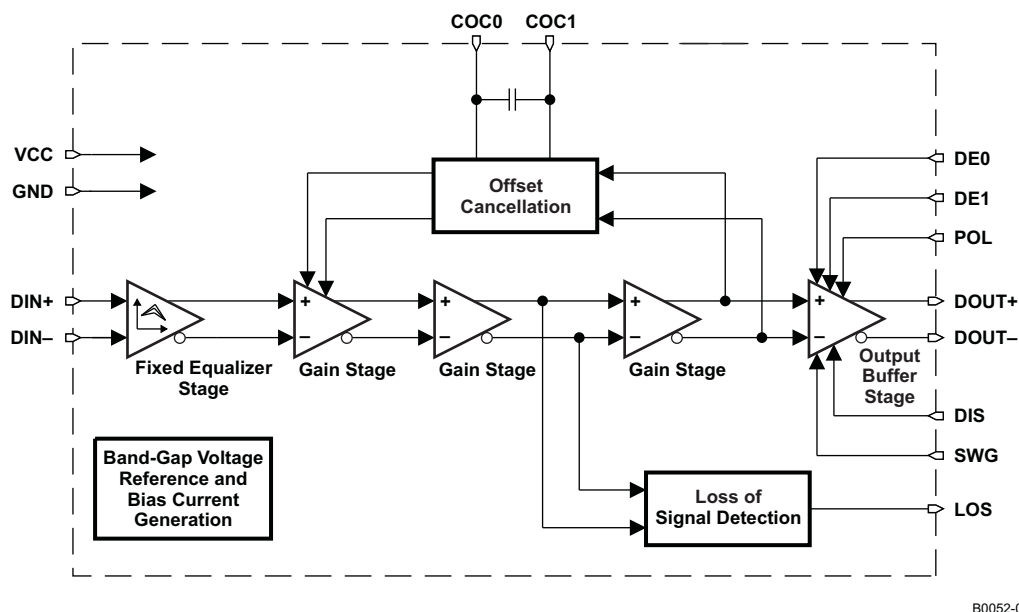 COC0 COC1
VCC
GND
Offset
Cancellation
DE0
DE1
POL
DIN+
DIN–
+
–
+
–
+
–
+
–
DOUT+
DOUT–
Fixed Equalizer
Stage
Gain Stage
Gain Stage
Gain Stage
Output
Buffer
Stage
DIS
SWG
Band-Gap Voltage
Reference and
Bias Current
Generation
Loss of
Signal Detection
LOS